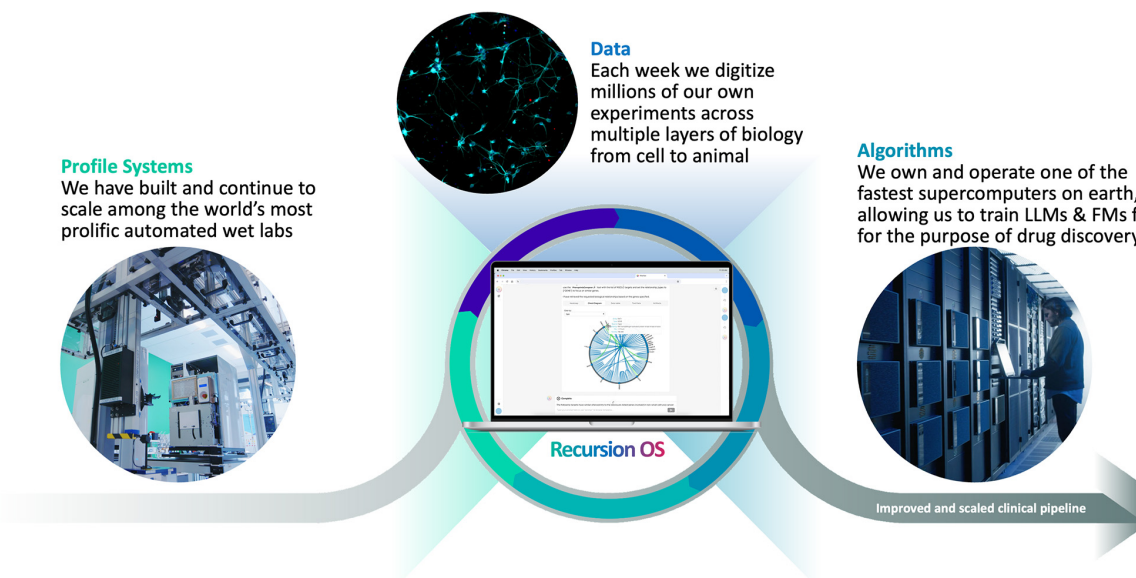 Data
Each week we digitize
millions of our own
experiments across
multiple layers of biology
from cell to animal
Profile Systems
We have built and continue to
scale among the world's most
prolific automated wet labs
Algorithms
We own and operate one of the
fastest supercomputers on earth,
allowing us to train LLMs & FMs f
for the purpose of drug discovery
Recursion OS
Improved and scaled clinical pipeline